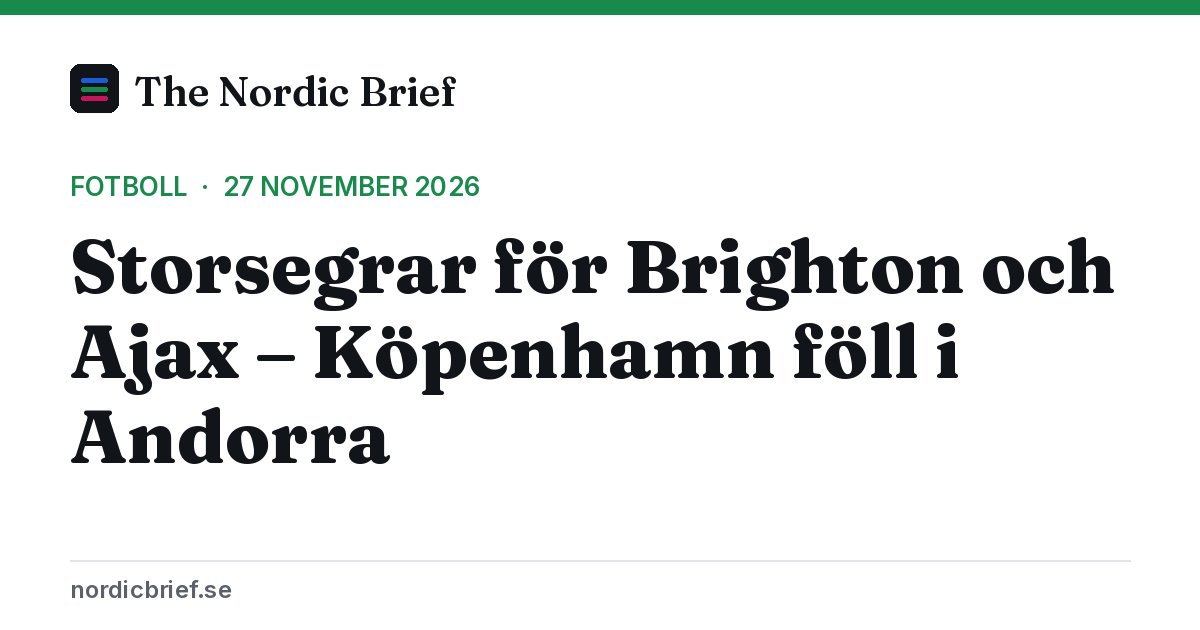 The Nordic Brief
FOTBOLL · 27 NOVEMBER 2026
Storsegrar för Brighton och
Ajax – Köpenhamn föll i
Andorra
nordicbrief.se